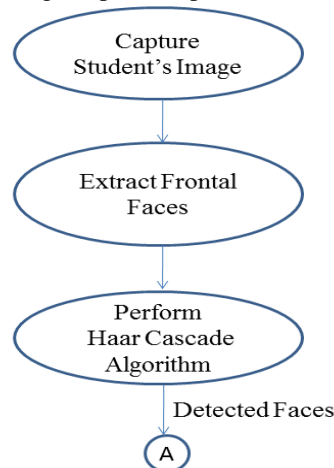 Capture
Student's Image
Extract Frontal
Faces
Perform
Haar Cascade
Algorithm
Detected Faces
A